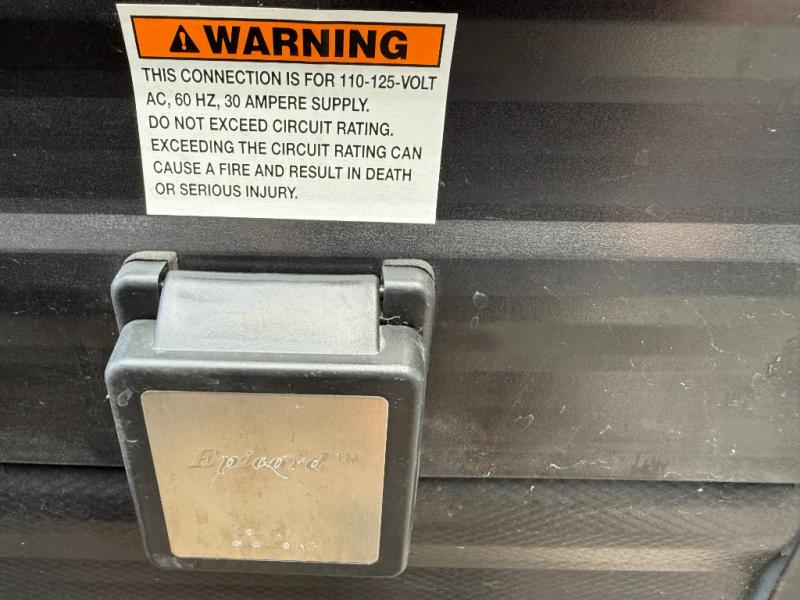 WARNING
THIS CONNECTION IS FOR 110-125-VOLT
AC, 60 HZ, 30 AMPERE SUPPLY.
DO NOT EXCEED CIRCUIT RATING.
EXCEEDING THE CIRCUIT RATING CAN
CAUSE A FIRE AND RESULT IN DEATH
OR SERIOUS INJURY.
Epicord™